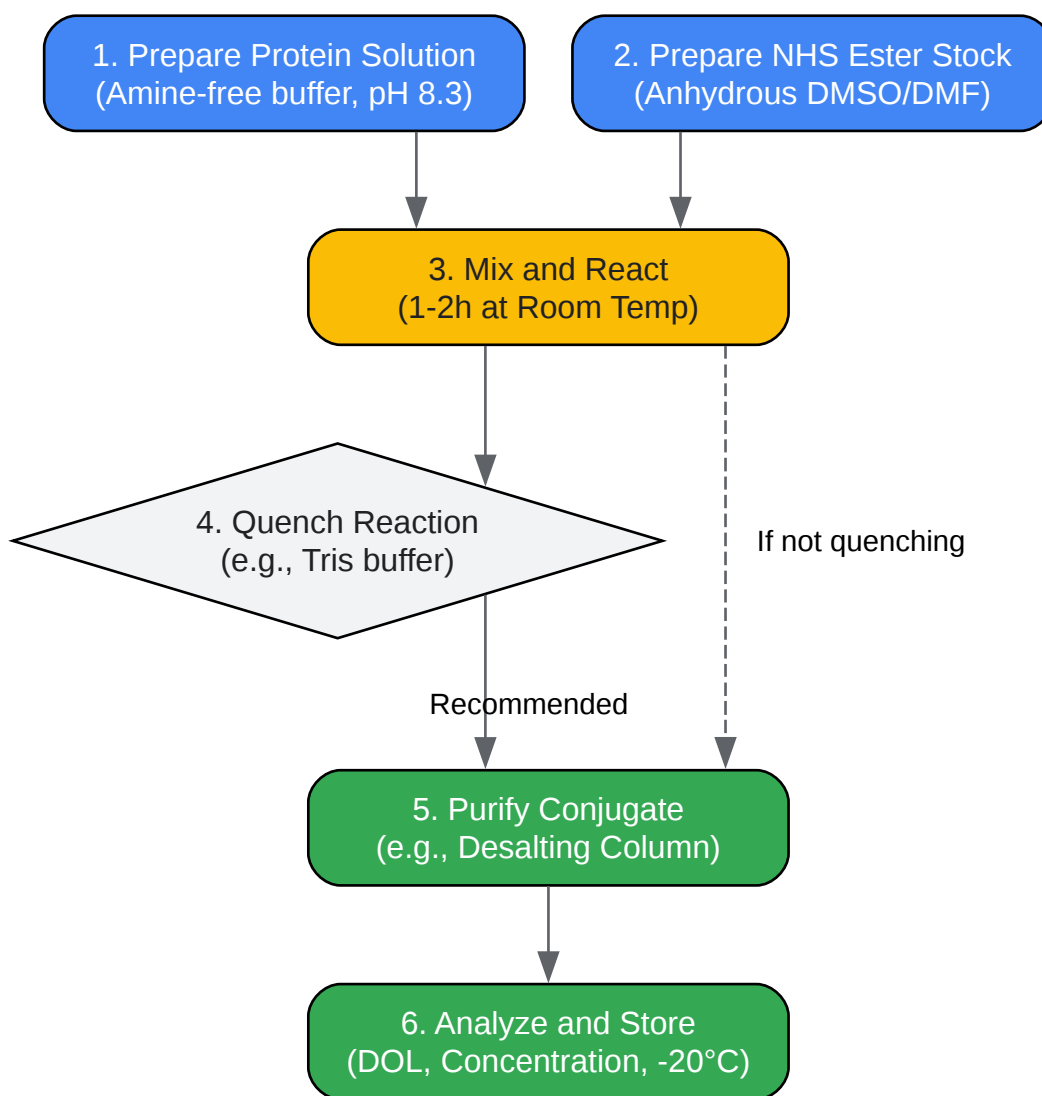 1. Prepare Protein Solution
(Amine-free buffer, pH 8.3)
2. Prepare NHS Ester Stock
(Anhydrous DMSO/DMF)
3. Mix and React
(1-2h at Room Temp)
4. Quench Reaction
(e.g., Tris buffer)
If not quenching
Recommended
5. Purify Conjugate
(e.g., Desalting Column)
6. Analyze and Store
(DOL, Concentration, -20°C)